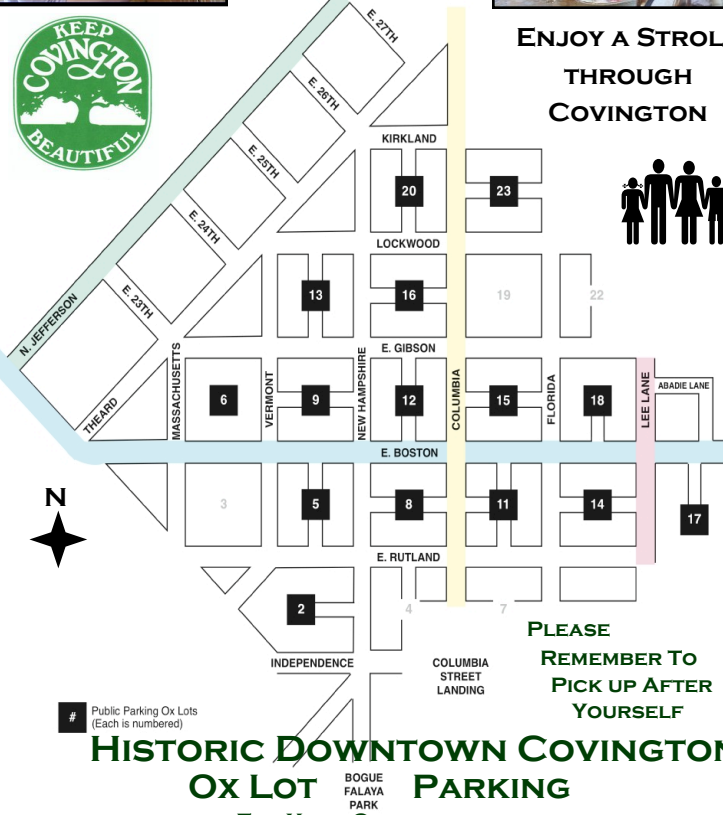 KEEP
COVINGTON
BEAUTIFUL
ENJOY A STROL
THROUGH
COVINGTON
E. 27TH
E. 26TH
E. 25TH
E. 24TH
E. 23TH
N. JEFFERSON
THEARD
KIRKLAND
20
23
LOCKWOOD
13
16
19
22
E. GIBSON
MASSACHUSETTS
VERMONT
NEW HAMPSHIRE
COLUMBIA
FLORIDA
LEE LANE
ABADIE LANE
6
9
12
15
18
E. BOSTON
3
5
8
11
14
17
N
E. RUTLAND
2
4
7
INDEPENDENCE
COLUMBIA
STREET
LANDING
PLEASE
REMEMBER TO
PICK UP AFTER
YOURSELF
# Public Parking Ox Lots
(Each is numbered)
HISTORIC DOWNTOWN COVINGTON
OX LOT PARKING
BOGUE
FALAYA
PARK